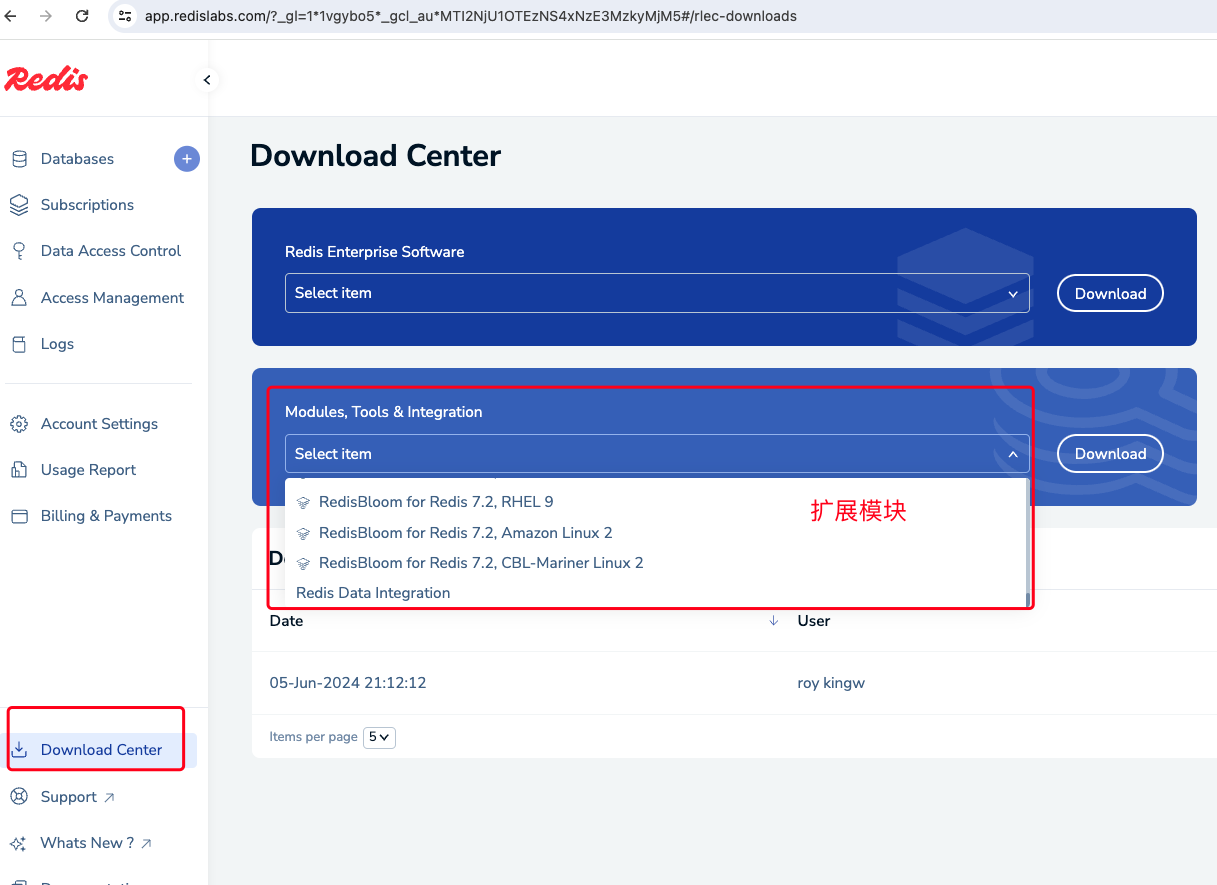 app.redislabs.com/?_gl=1*1vgybo5*_gcl_au*MTI2NjU1OTEzNS4xNzE3MzkyMjM5#/rlec-downloads
Redis
Databases
Subscriptions
Data Access Control
Access Management
Logs
Account Settings
Usage Report
Billing & Payments
Download Center
Support
Whats New ?
Download Center
Redis Enterprise Software
Select item
Download
Modules, Tools & Integration
Select item
Download
RedisBloom for Redis 7.2, RHEL 9
扩展模块
RedisBloom for Redis 7.2, Amazon Linux 2
RedisBloom for Redis 7.2, CBL-Mariner Linux 2
Redis Data Integration
Date User
05-Jun-2024 21:12:12 roy kingw
Items per page 5